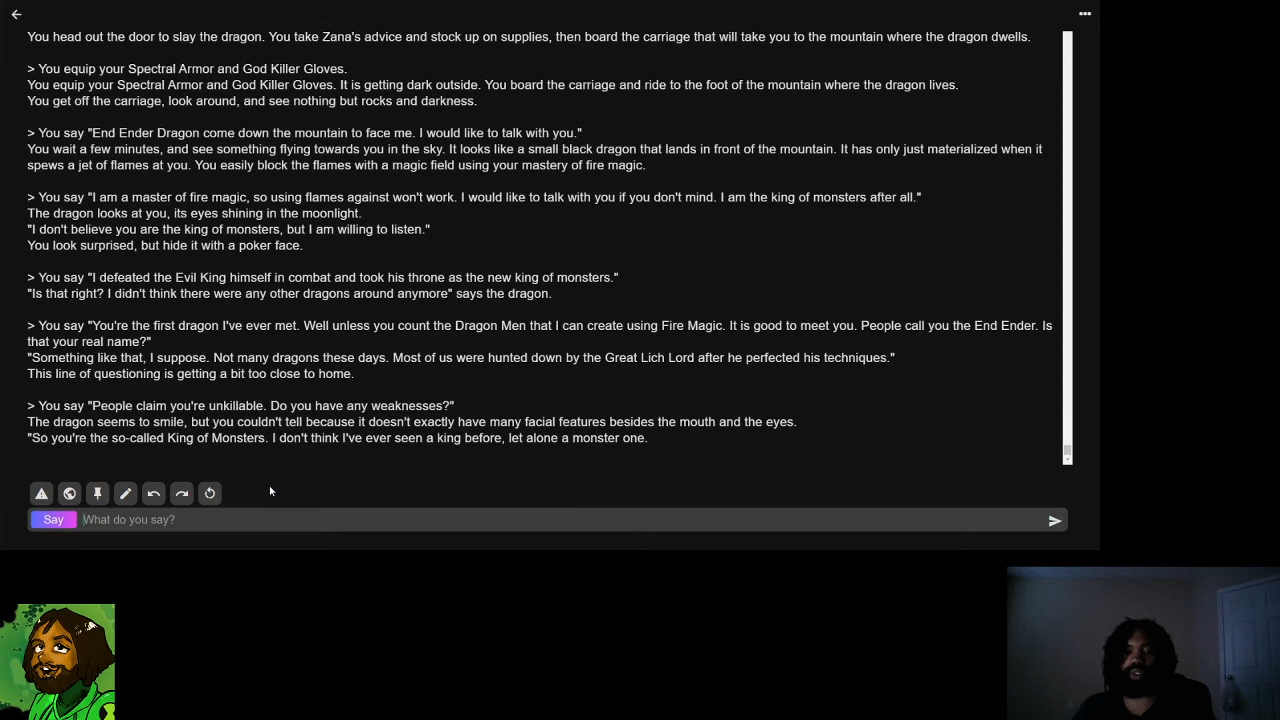 You head out the door to slay the dragon. You take Zana's advice and stock up on supplies, then board the carriage that will take you to the mountain where the dragon dwells.
> You equip your Spectral Armor and God Killer Gloves.
You equip your Spectral Armor and God Killer Gloves. It is getting dark outside. You board the carriage and ride to the foot of the mountain where the dragon lives.
You get off the carriage, look around, and see nothing but rocks and darkness.
> You say "End Ender Dragon come down the mountain to face me. I would like to talk with you."
You wait a few minutes, and see something flying towards you in the sky. It looks like a small black dragon that lands in front of the mountain. It has only just materialized when it
spews a jet of flames at you. You easily block the flames with a magic field using your mastery of fire magic.
> You say "I am a master of fire magic, so using flames against won't work. I would like to talk with you if you don't mind. I am the king of monsters after all."
The dragon looks at you, its eyes shining in the moonlight.
"I don't believe you are the king of monsters, but I am willing to listen."
You look surprised, but hide it with a poker face.
> You say "I defeated the Evil King himself in combat and took his throne as the new king of monsters."
"Is that right? I didn't think there were any other dragons around anymore" says the dragon.
> You say "You're the first dragon I've ever met. Well unless you count the Dragon Men that I can create using Fire Magic. It is good to meet you. People call you the End Ender. Is
that your real name?"
"Something like that, I suppose. Not many dragons these days. Most of us were hunted down by the Great Lich Lord after he perfected his techniques."
This line of questioning is getting a bit too close to home.
> You say "People claim you're unkillable. Do you have any weaknesses?"
The dragon seems to smile, but you couldn't tell because it doesn't exactly have many facial features besides the mouth and the eyes.
"So you're the so-called King of Monsters. I don't think I've ever seen a king before, let alone a monster one.
Say What do you say?